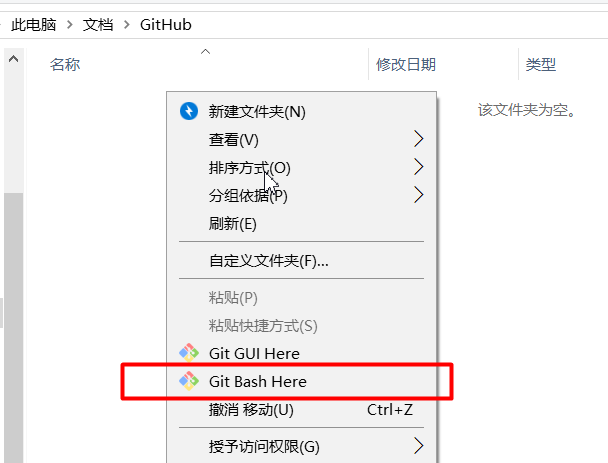 此电脑 > 文档 > GitHub
名称 修改日期 类型
该文件夹为空。
新建文件夹(N)
查看(V)
排序方式(O)
分组依据(P)
刷新(E)
自定义文件夹(F)...
粘贴(P)
粘贴快捷方式(S)
Git GUI Here
Git Bash Here
撤消 移动(U) Ctrl+Z
授予访问权限(G)